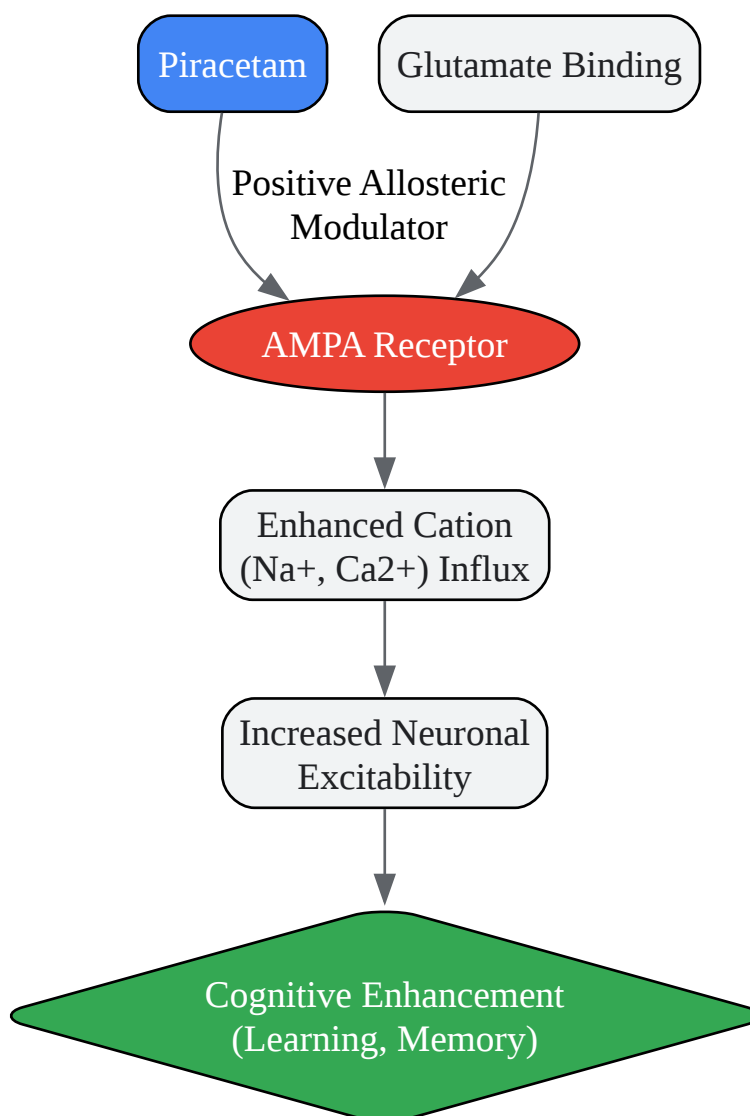 Piracetam
Glutamate Binding
Positive Allosteric
Modulator
AMPA Receptor
Enhanced Cation
(Na+, Ca2+) Influx
Increased Neuronal
Excitability
Cognitive Enhancement
(Learning, Memory)